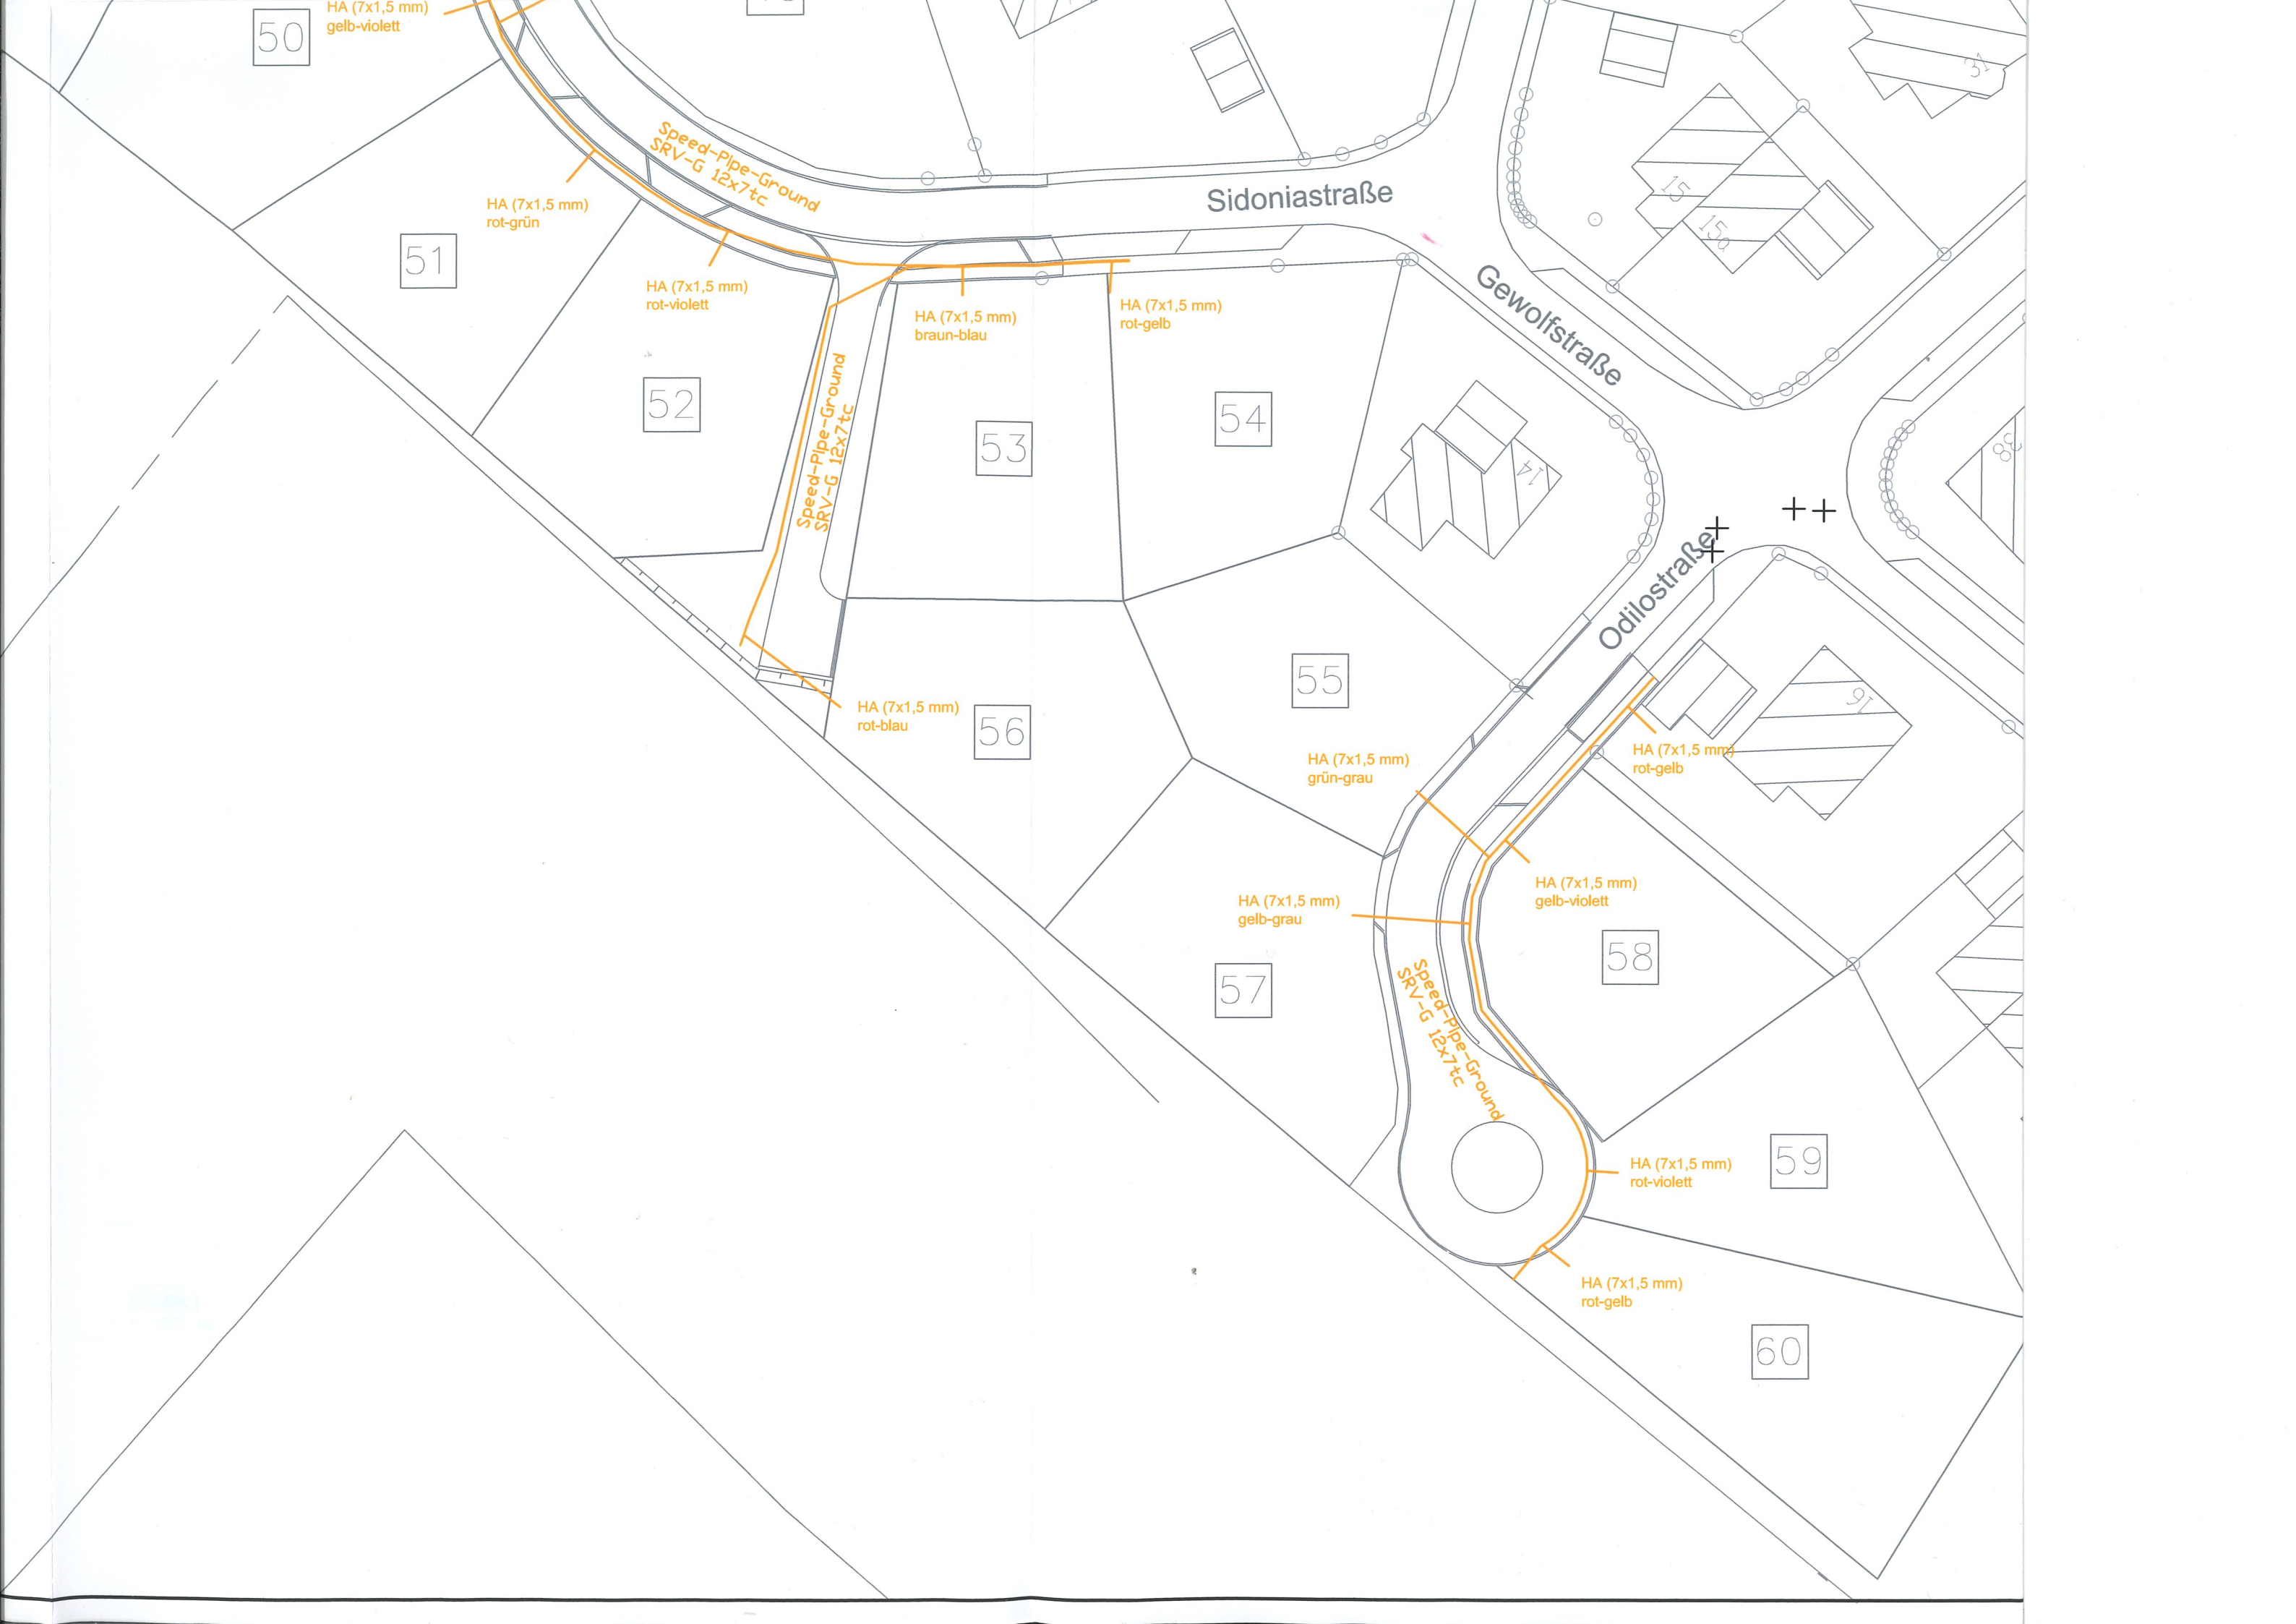 HA (7x1,5 mm)
gelb-violett
50
31
Speed-Pipe-Ground
SRV-G 12x7tc
15
15a
Sidoniastraße
HA (7x1,5 mm)
rot-grün
51
HA (7x1,5 mm)
rot-violett
HA (7x1,5 mm)
braun-blau
HA (7x1,5 mm)
rot-gelb
Gewolfstraße
52
Speed-Pipe-Ground
SRV-G 12x7tc
53
54
14
38
Odilostraße
55
56
HA (7x1,5 mm)
rot-blau
16
HA (7x1,5 mm)
grün-grau
HA (7x1,5 mm)
rot-gelb
HA (7x1,5 mm)
gelb-violett
HA (7x1,5 mm)
gelb-grau
57
58
Speed-Pipe-Ground
SRV-G 12x7tc
59
HA (7x1,5 mm)
rot-violett
HA (7x1,5 mm)
rot-gelb
60